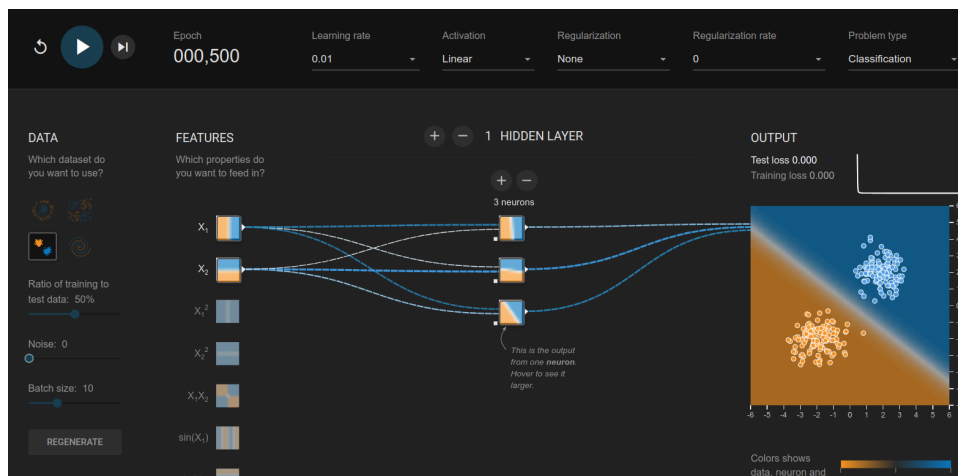 Epoch
000,500
Learning rate
0.01
Activation
Linear
Regularization
None
Regularization rate
0
Problem type
Classification
DATA
Which dataset do
you want to use?
Ratio of training to
test data: 50%
Noise: 0
Batch size: 10
REGENERATE
FEATURES
Which properties do
you want to feed in?
X₁
X₂
X₁²
X₂²
X₁X₂
sin(X₁)
+ − 1 HIDDEN LAYER
+ −
3 neurons
This is the output
from one neuron.
Hover to see it
larger.
OUTPUT
Test loss 0.000
Training loss 0.000
-6 -5 -4 -3 -2 -1 0 1 2 3 4 5 6
Colors shows
data, neuron and